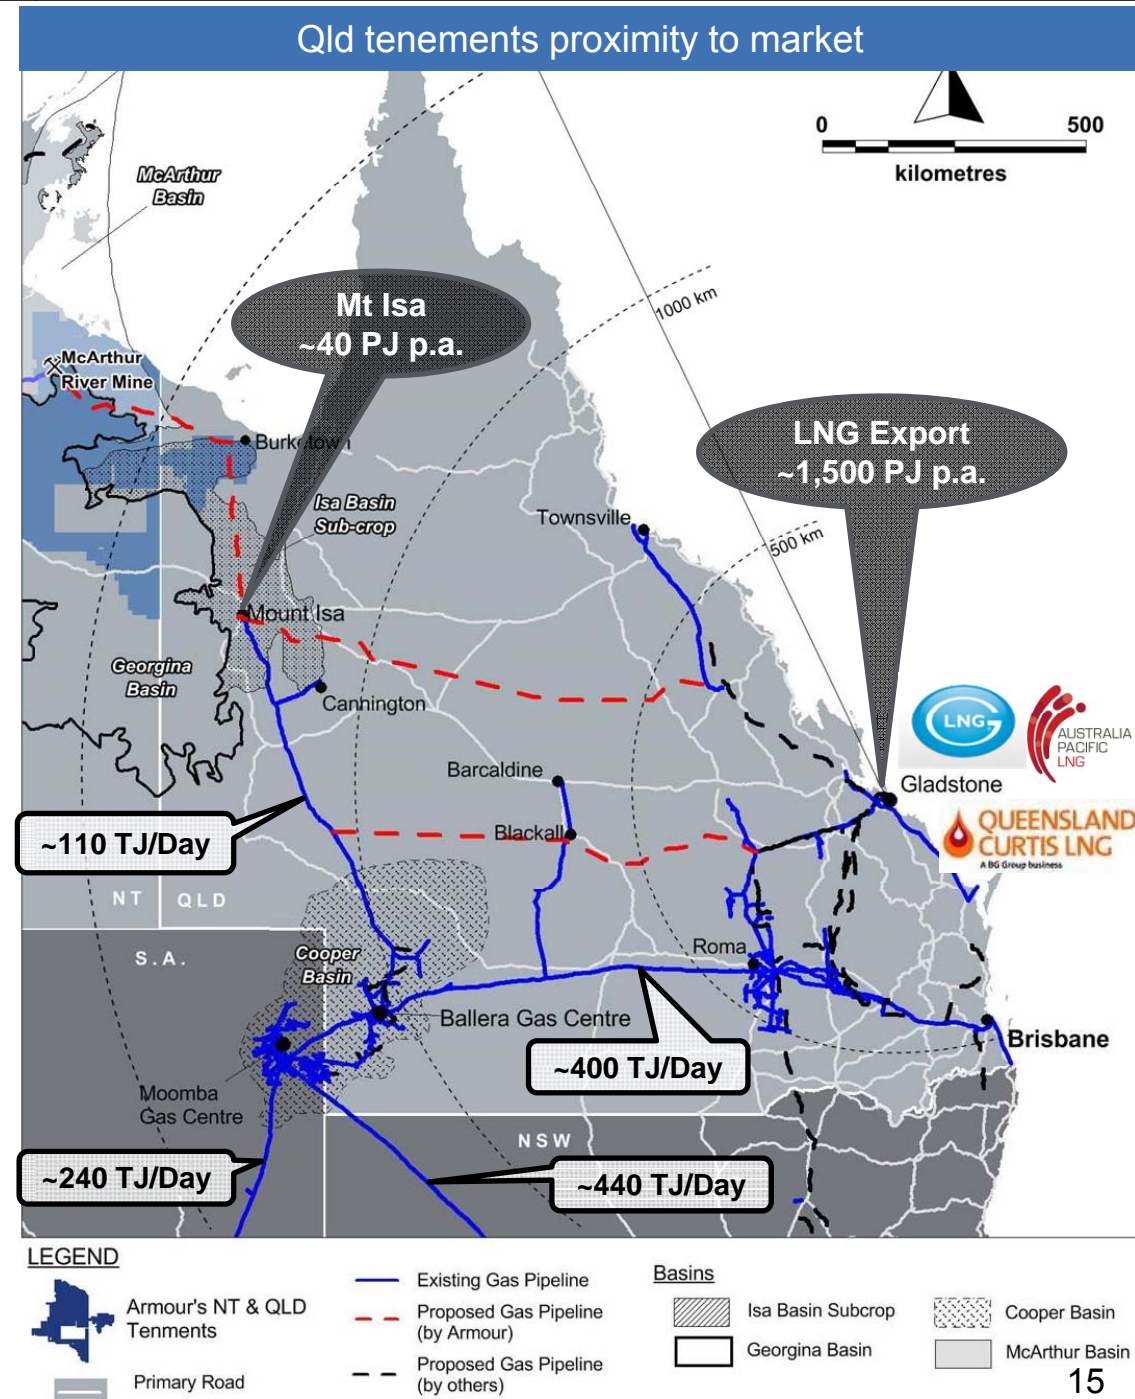 Qld tenements proximity to market
0 500
kilometres
McArthur
Basin
1000 km
Mt Isa
~40 PJ p.a.
McArthur
River Mine
LNG Export
~1,500 PJ p.a.
Burketown
Isa Basin
Sub-crop
Townsville
500 km
Mount Isa
Georgina
Basin
Cannington
LNG
AUSTRALIA
PACIFIC
LNG
Barcaldine
Gladstone
~110 TJ/Day
Blackall
QUEENSLAND
CURTIS LNG
A BG Group business
NT QLD
S.A.
Cooper
Basin
Roma
Ballera Gas Centre
Brisbane
~400 TJ/Day
Moomba
Gas Centre
NSW
~240 TJ/Day
~440 TJ/Day
LEGEND
Armour's NT & QLD
Tenments
Primary Road
Existing Gas Pipeline
Proposed Gas Pipeline
(by Armour)
Proposed Gas Pipeline
(by others)
Basins
Isa Basin Subcrop
Georgina Basin
Cooper Basin
McArthur Basin
15